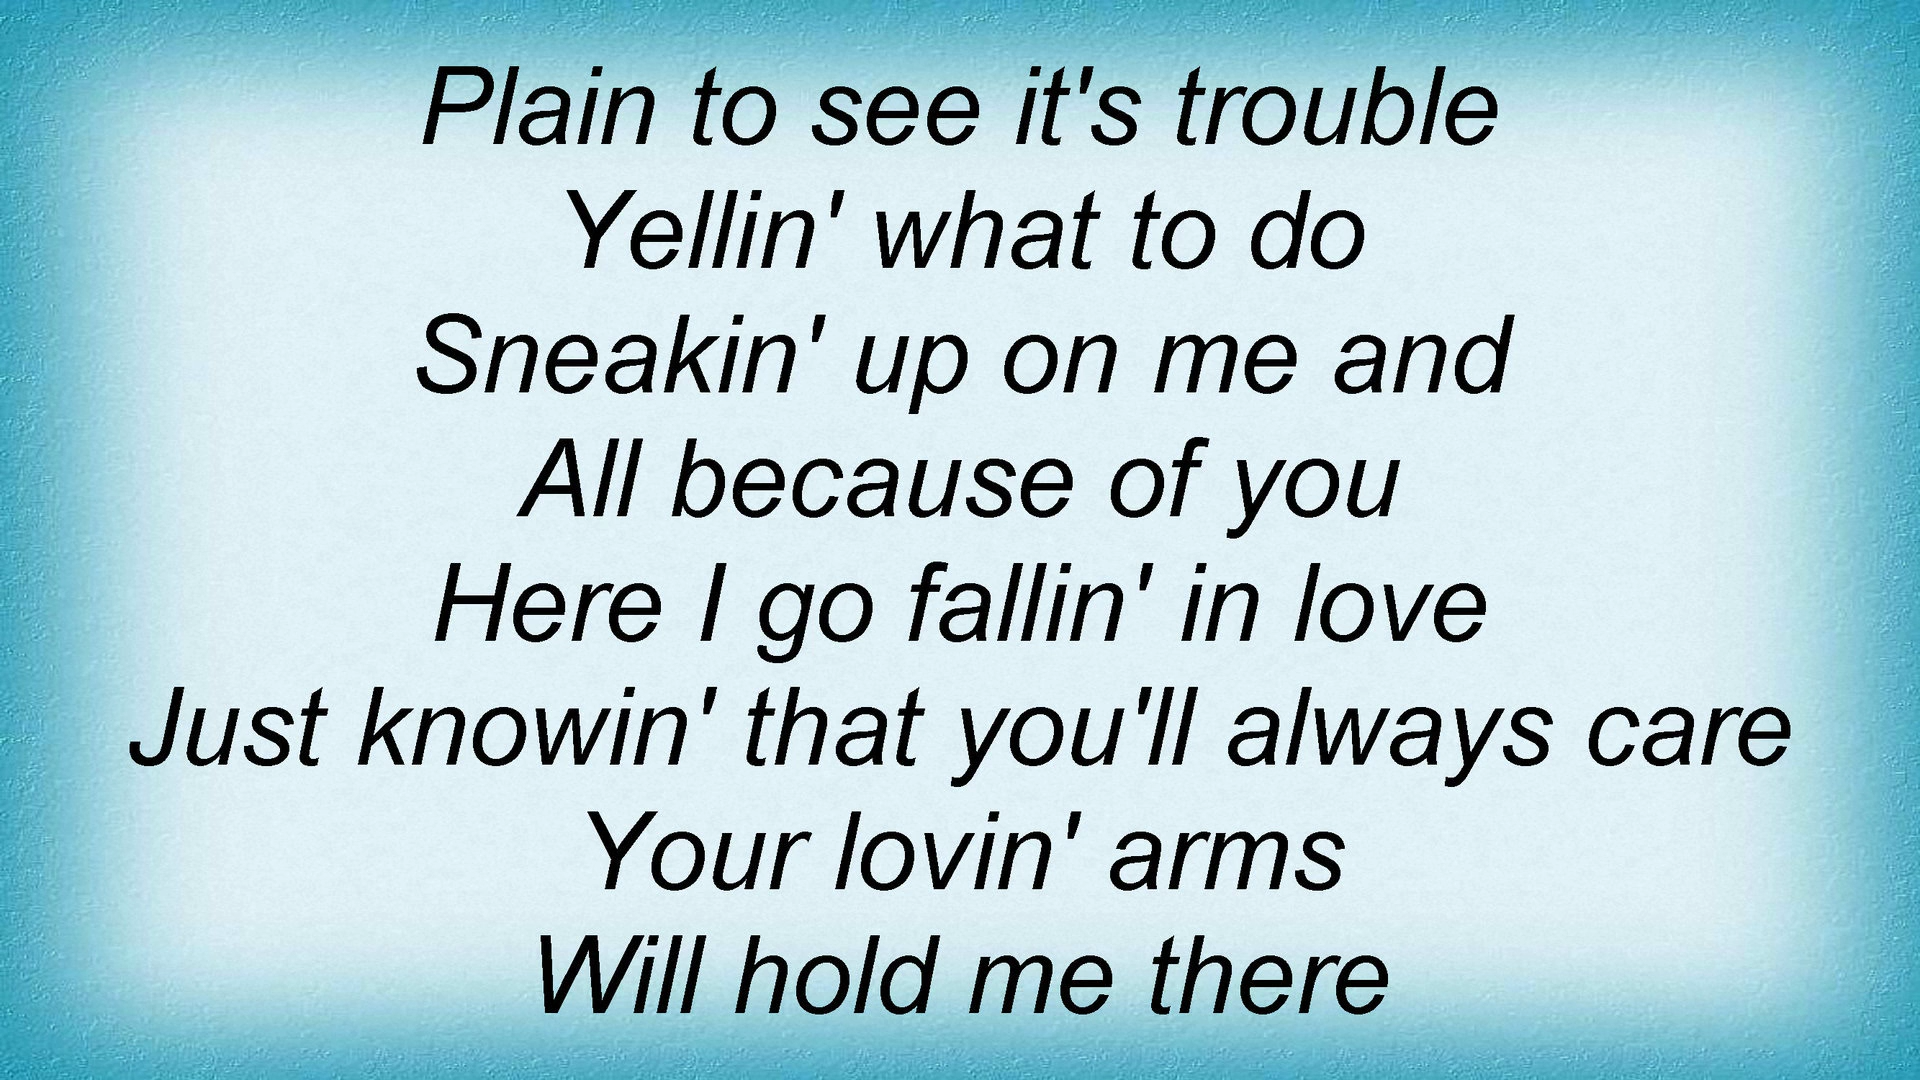 Plain to see it's trouble
Yellin' what to do
Sneakin' up on me and
All because of you
Here I go fallin' in love
Just knowin' that you'll always care
Your lovin' arms
Will hold me there